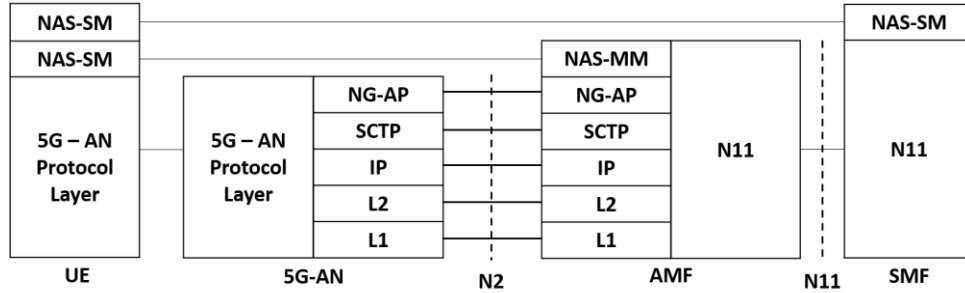 NAS-SM
NAS-SM
5G – AN
Protocol
Layer
UE
5G – AN
Protocol
Layer
NG-AP
SCTP
IP
L2
L1
5G-AN
N2
NAS-MM
NG-AP
SCTP
IP
L2
L1
N11
AMF
N11
NAS-SM
N11
SMF